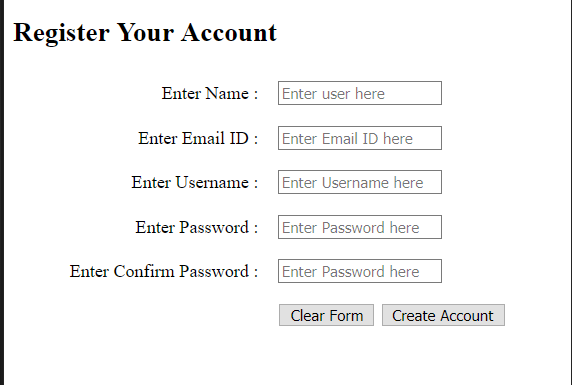 Register Your Account
Enter Name : Enter user here
Enter Email ID : Enter Email ID here
Enter Username : Enter Username here
Enter Password : Enter Password here
Enter Confirm Password : Enter Password here
Clear Form Create Account